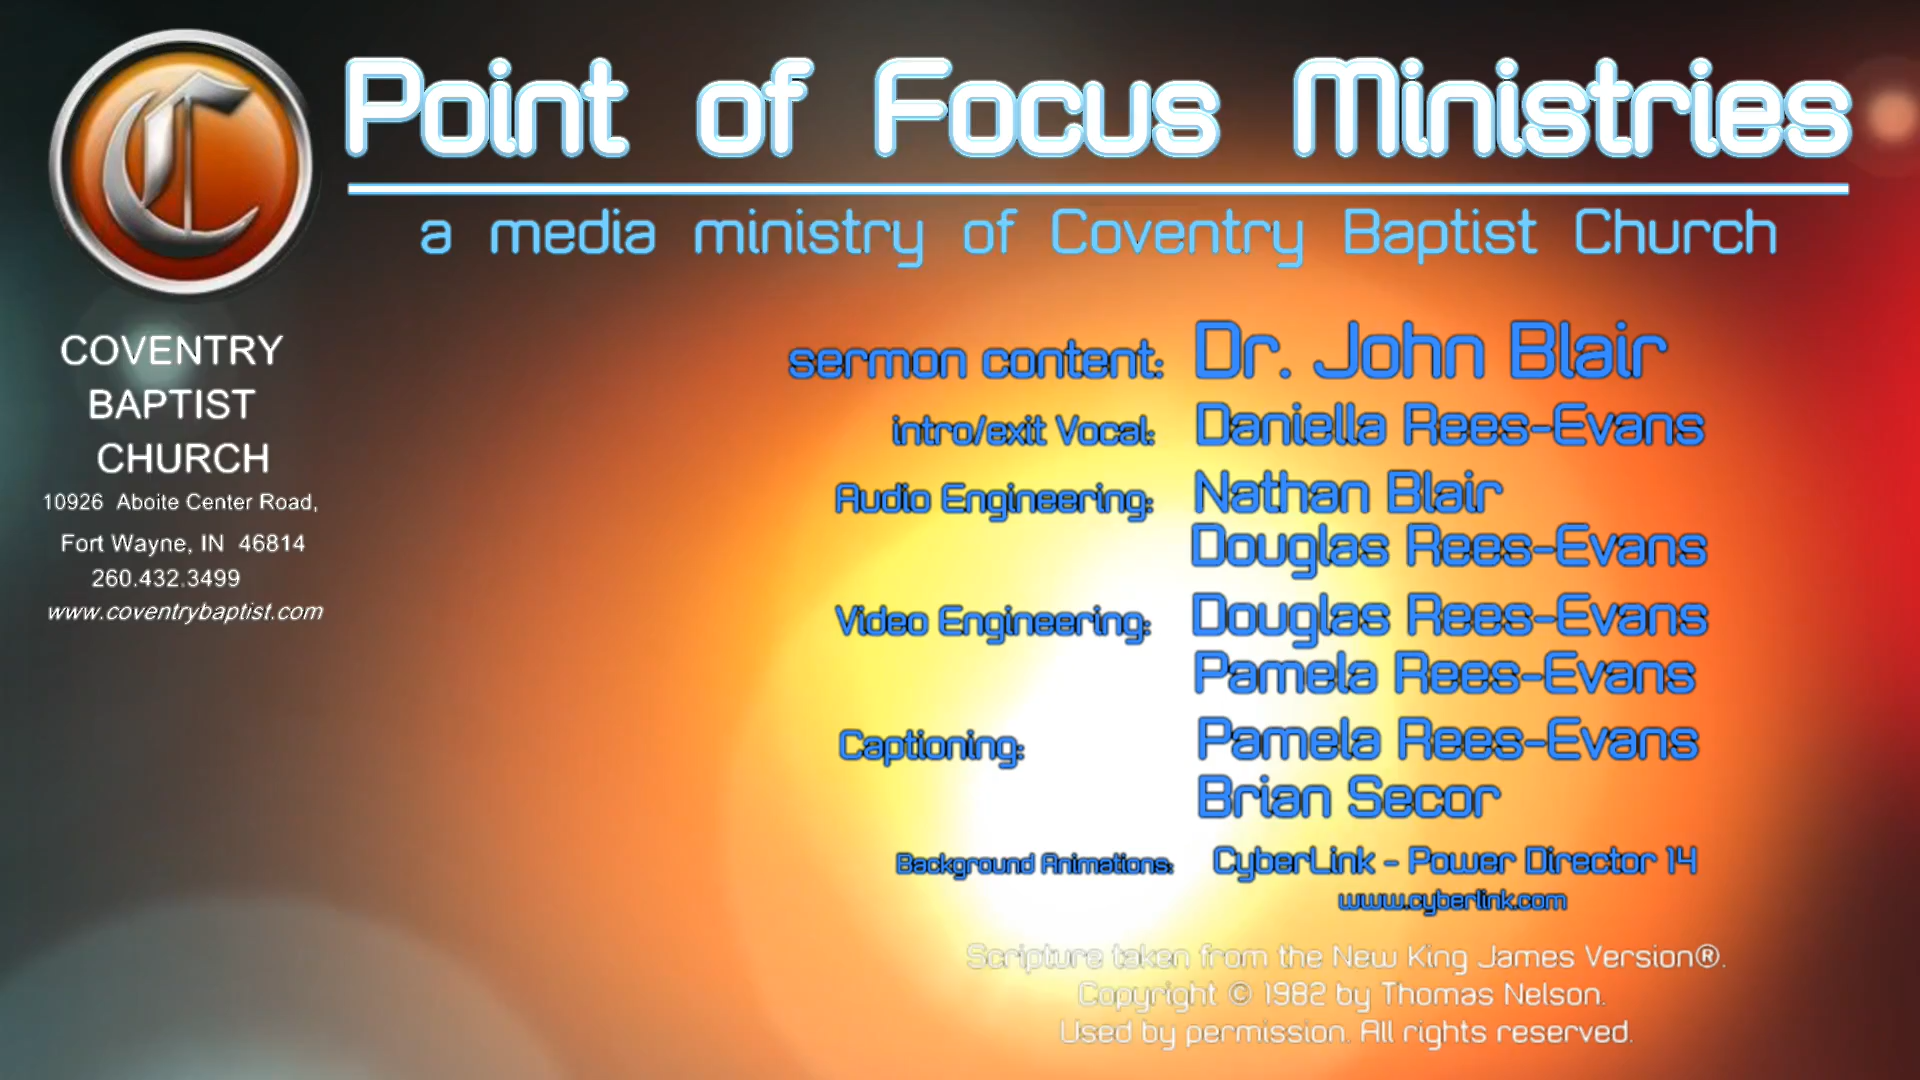 C
Point of Focus Ministries
a media ministry of Coventry Baptist Church
COVENTRY
BAPTIST
CHURCH
10926 Aboite Center Road,
Fort Wayne, IN 46814
260.432.3499
www.coventrybaptist.com
sermon content: Dr. John Blair
intro/exit Vocal: Daniella Rees-Evans
Audio Engineering: Nathan Blair
Douglas Rees-Evans
Video Engineering: Douglas Rees-Evans
Pamela Rees-Evans
Captioning: Pamela Rees-Evans
Brian Secor
Background Animations: CyberLink - Power Director 14
www.cyberlink.com
Scripture taken from the New King James Version®.
Copyright © 1982 by Thomas Nelson.
Used by permission. All rights reserved.